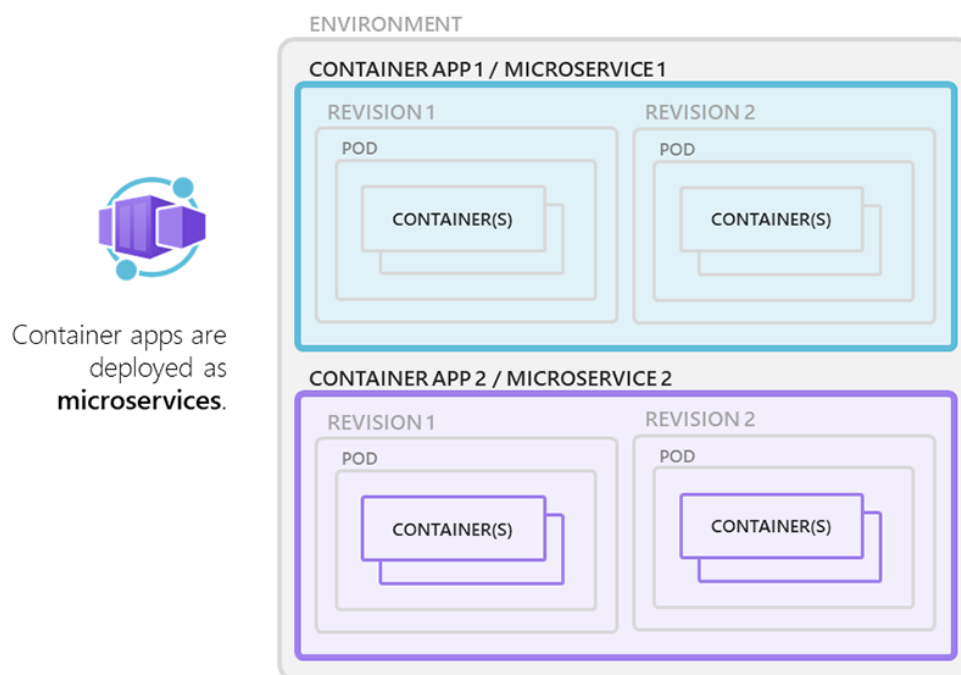 ENVIRONMENT
CONTAINER APP 1 / MICROSERVICE 1
REVISION 1
REVISION 2
POD
POD
CONTAINER(S)
CONTAINER(S)
Container apps are
deployed as
microservices.
CONTAINER APP 2 / MICROSERVICE 2
REVISION 1
REVISION 2
POD
POD
CONTAINER(S)
CONTAINER(S)